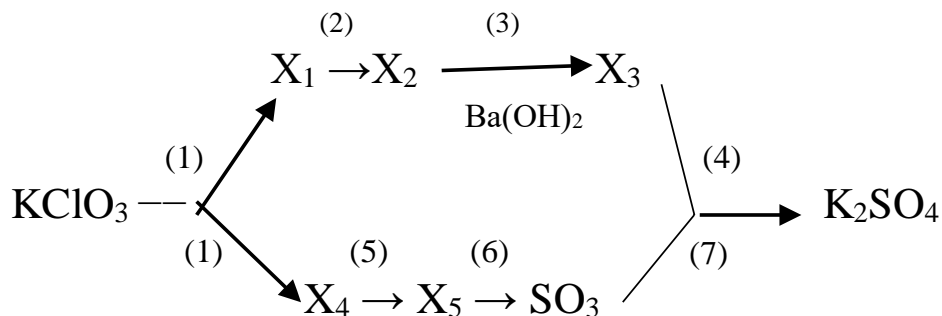 (2) (3)
X₁ → X₂ → X₃
Ba(OH)₂
(1) (4)
KClO₃ K₂SO₄
(1) (5) (6) (7)
X₄ → X₅ → SO₃